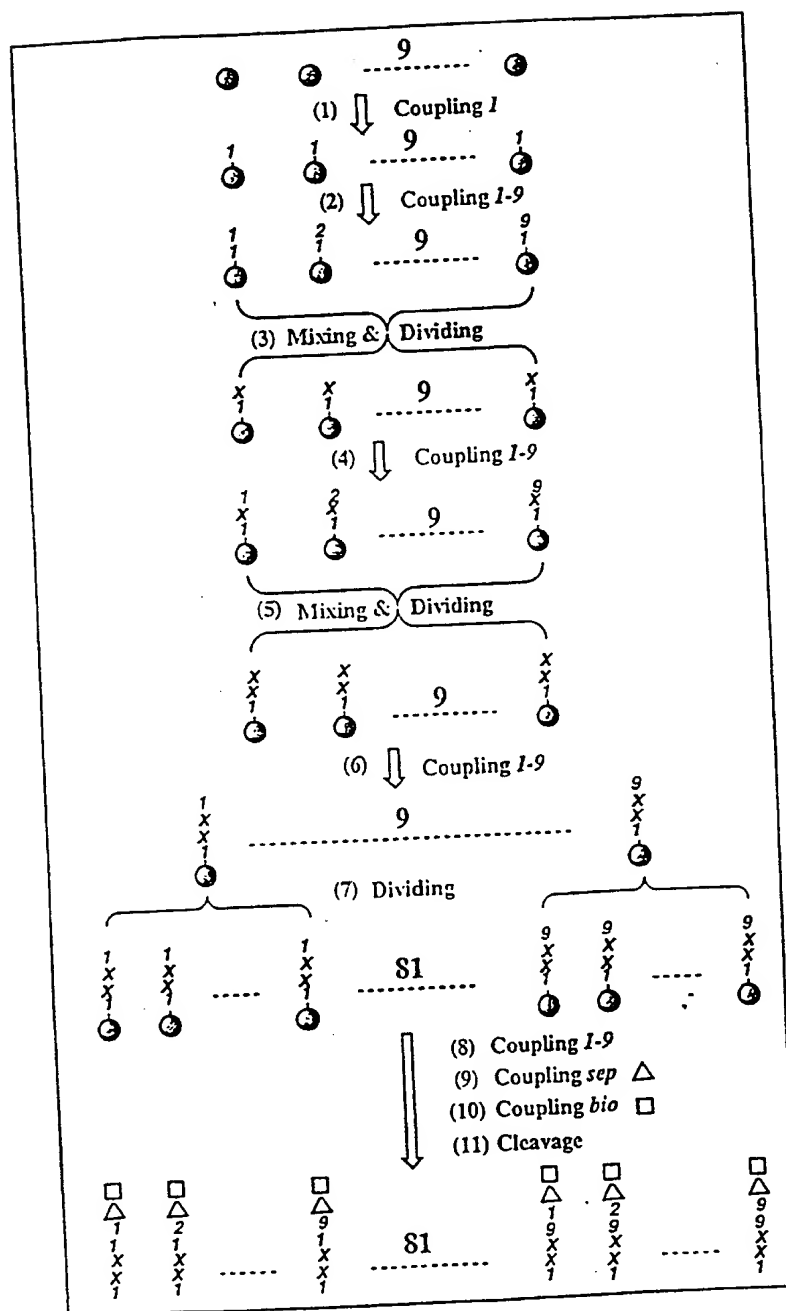 9
(1) Coupling 1
1 1 9 1
(2) Coupling 1-9
1 2 9
1 1 9 1
(3) Mixing & Dividing
x x x
1 1 9 1
(4) Coupling 1-9
1 2 9
x x x
1 1 9 1
(5) Mixing & Dividing
x x x
x x x
1 1 9 1
(6) Coupling 1-9
1 9
x x
x 9 x
1 1
(7) Dividing
1 1 1 9 9 9
x x x x x x
x x x 81 x x x
1 1 1 1 1 1
(8) Coupling 1-9
(9) Coupling sep
(10) Coupling bio
(11) Cleavage
1 2 9 1 2 9
1 1 1 9 9 9
x x x 81 x x x
x x x x x x
1 1 1 1 1 1